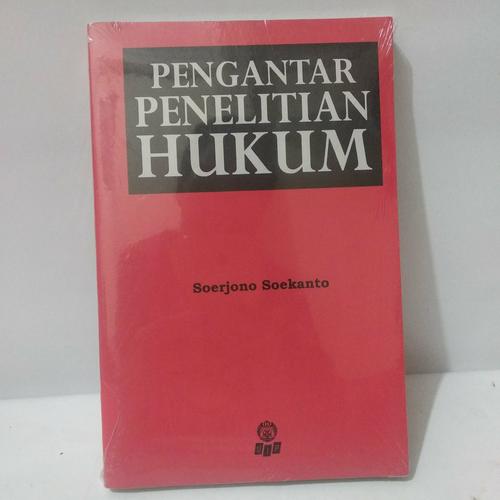 PENGANTAR
PENELITIAN
HUKUM
Soerjono Soekanto